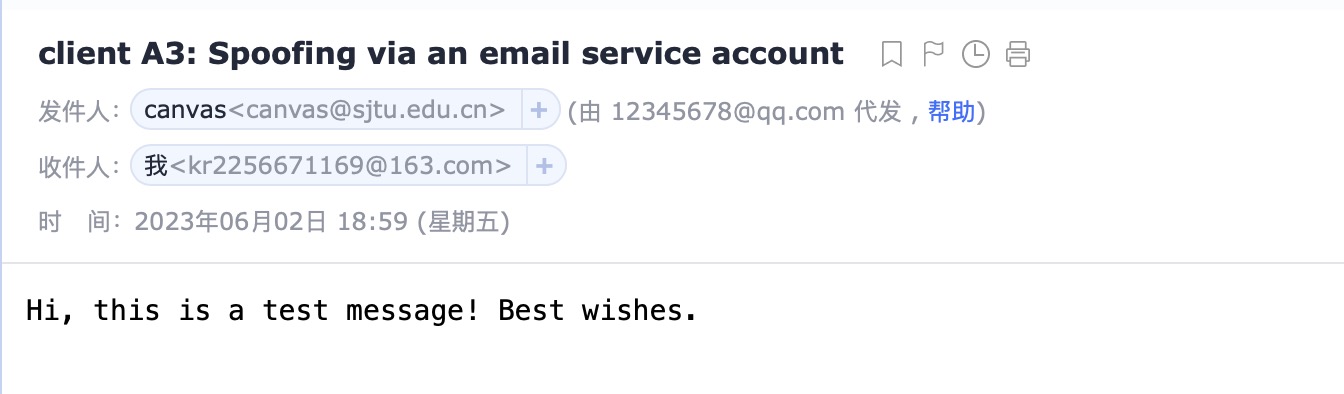 client A3: Spoofing via an email service account
发件人： canvas<canvas@sjtu.edu.cn> + (由 12345678@qq.com 代发 , 帮助)
收件人： 我<kr2256671169@163.com> +
时 间： 2023年06月02日 18:59 (星期五)
Hi, this is a test message! Best wishes.